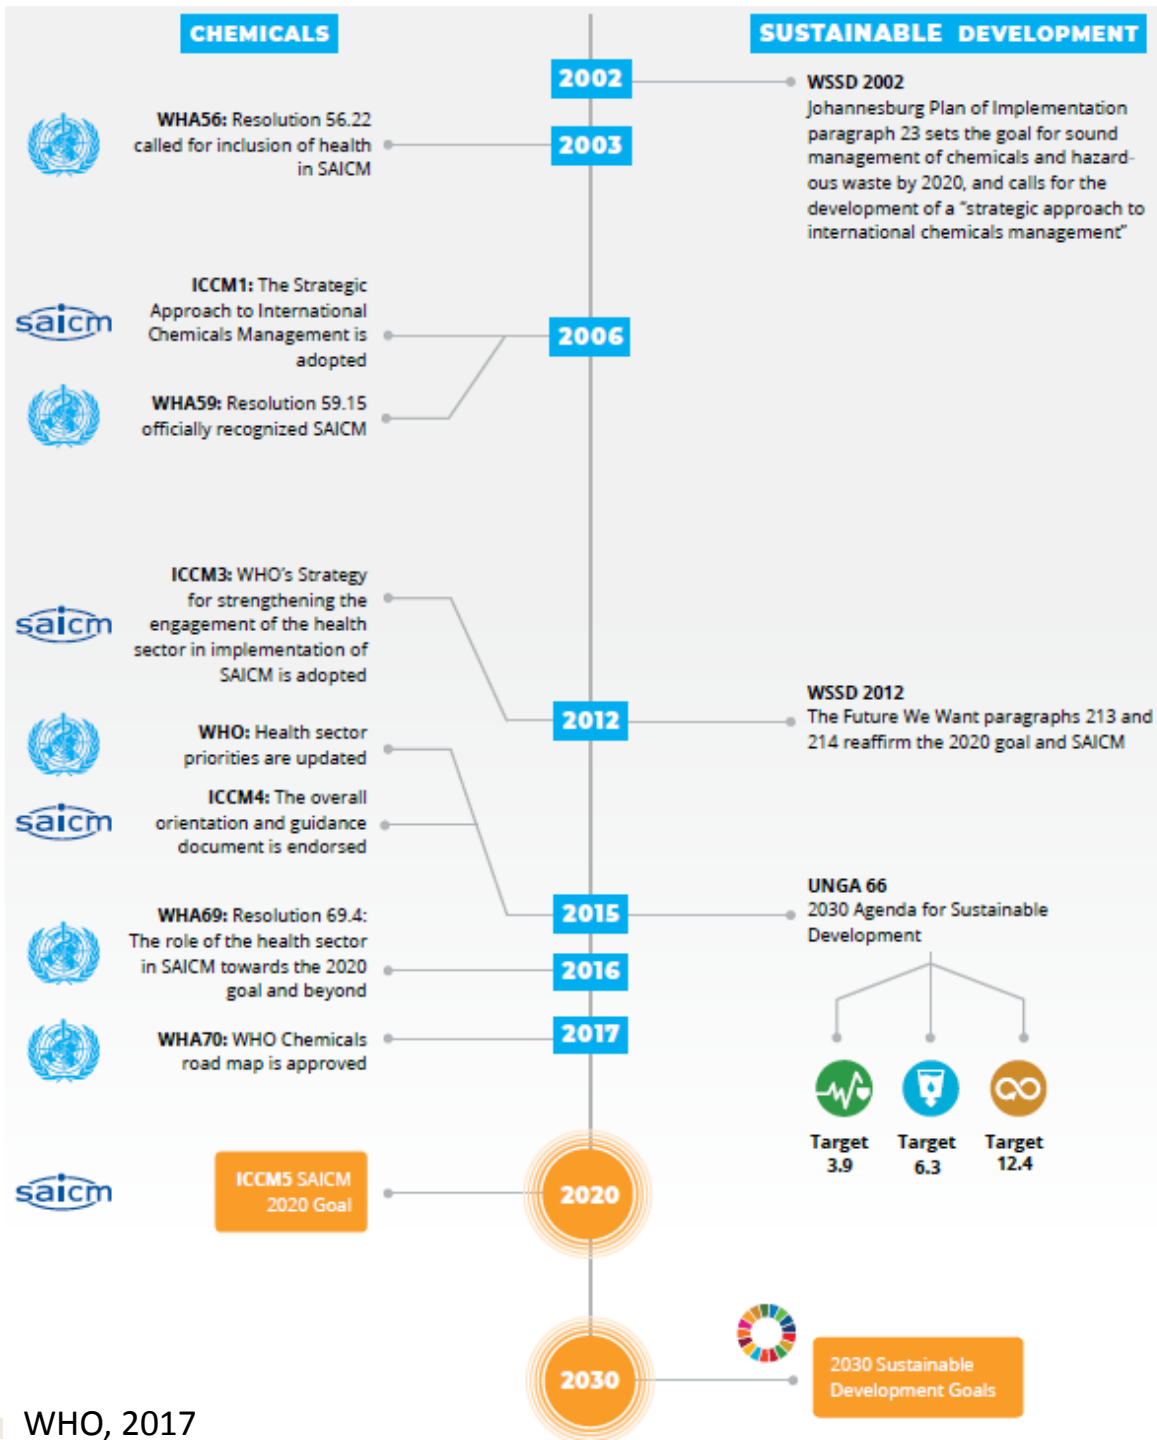 CHEMICALS
SUSTAINABLE DEVELOPMENT
2002
WSSD 2002
Johannesburg Plan of Implementation
paragraph 23 sets the goal for sound
management of chemicals and hazard-
ous waste by 2020, and calls for the
development of a “strategic approach to
international chemicals management”
WHA56: Resolution 56.22
called for inclusion of health
in SAICM
2003
saicm
ICCM1: The Strategic
Approach to International
Chemicals Management is
adopted
2006
WHA59: Resolution 59.15
officially recognized SAICM
saicm
ICCM3: WHO’s Strategy
for strengthening the
engagement of the health
sector in implementation of
SAICM is adopted
2012
WSSD 2012
The Future We Want paragraphs 213 and
214 reaffirm the 2020 goal and SAICM
WHO: Health sector
priorities are updated
saicm
ICCM4: The overall
orientation and guidance
document is endorsed
2015
UNGA 66
2030 Agenda for Sustainable
Development
WHA69: Resolution 69.4:
The role of the health sector
in SAICM towards the 2020
goal and beyond
2016
WHA70: WHO Chemicals
road map is approved
2017
Target
3.9
Target
6.3
Target
12.4
saicm
ICCM5 SAICM
2020 Goal
2020
2030
2030 Sustainable
Development Goals
WHO, 2017